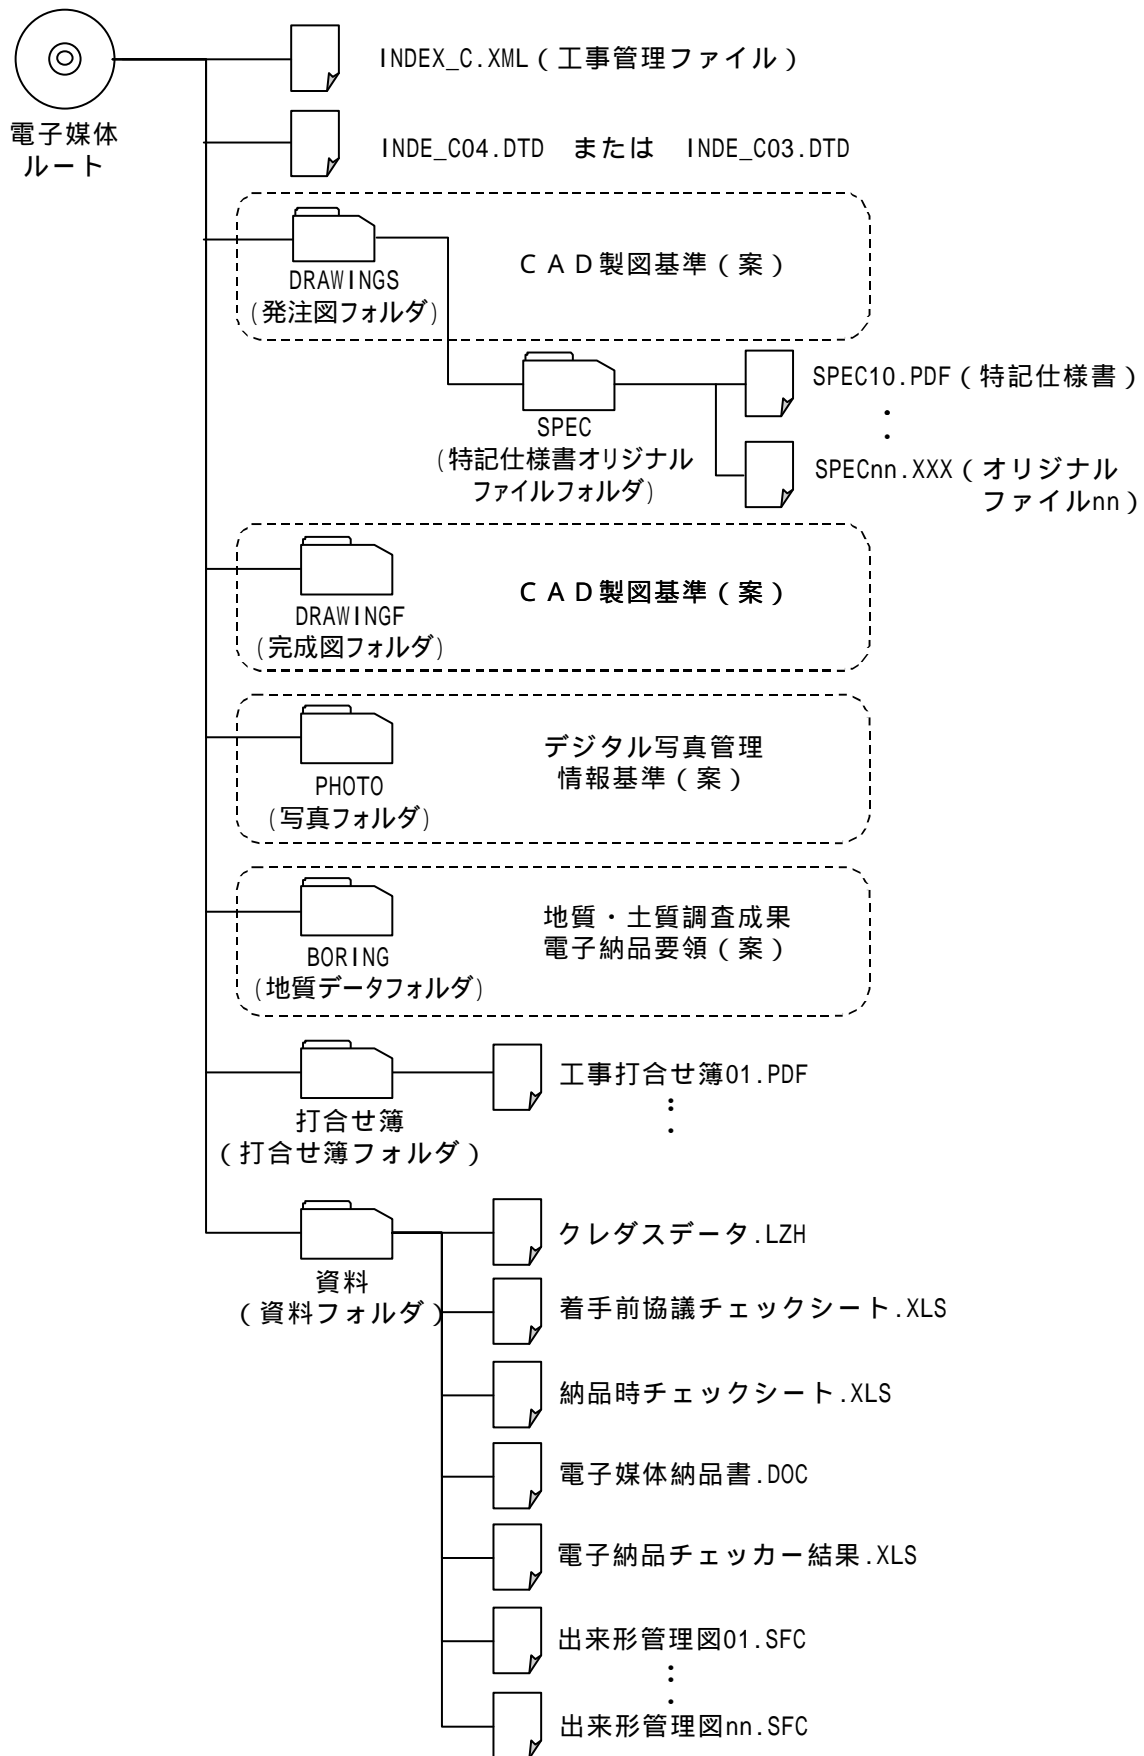 INDEX_C.XML（工事管理ファイル）
電子媒体
ルート
INDE_C04.DTD　または　INDE_C03.DTD
ＣＡＤ製図基準（案）
DRAWINGS
(発注図フォルダ)
SPEC10.PDF（特記仕様書）
・
・
SPEC
(特記仕様書オリジナル
ファイルフォルダ)
SPECnn.XXX（オリジナル
ファイルnn）
ＣＡＤ製図基準（案）
DRAWINGF
(完成図フォルダ)
デジタル写真管理
情報基準（案）
PHOTO
(写真フォルダ)
地質・土質調査成果
電子納品要領（案）
BORING
(地質データフォルダ)
工事打合せ簿01.PDF
：
・
打合せ簿
（打合せ簿フォルダ）
クレダスデータ.LZH
資料
（資料フォルダ）
着手前協議チェックシート.XLS
納品時チェックシート.XLS
電子媒体納品書.DOC
電子納品チェッカー結果.XLS
出来形管理図01.SFC
：
・
出来形管理図nn.SFC